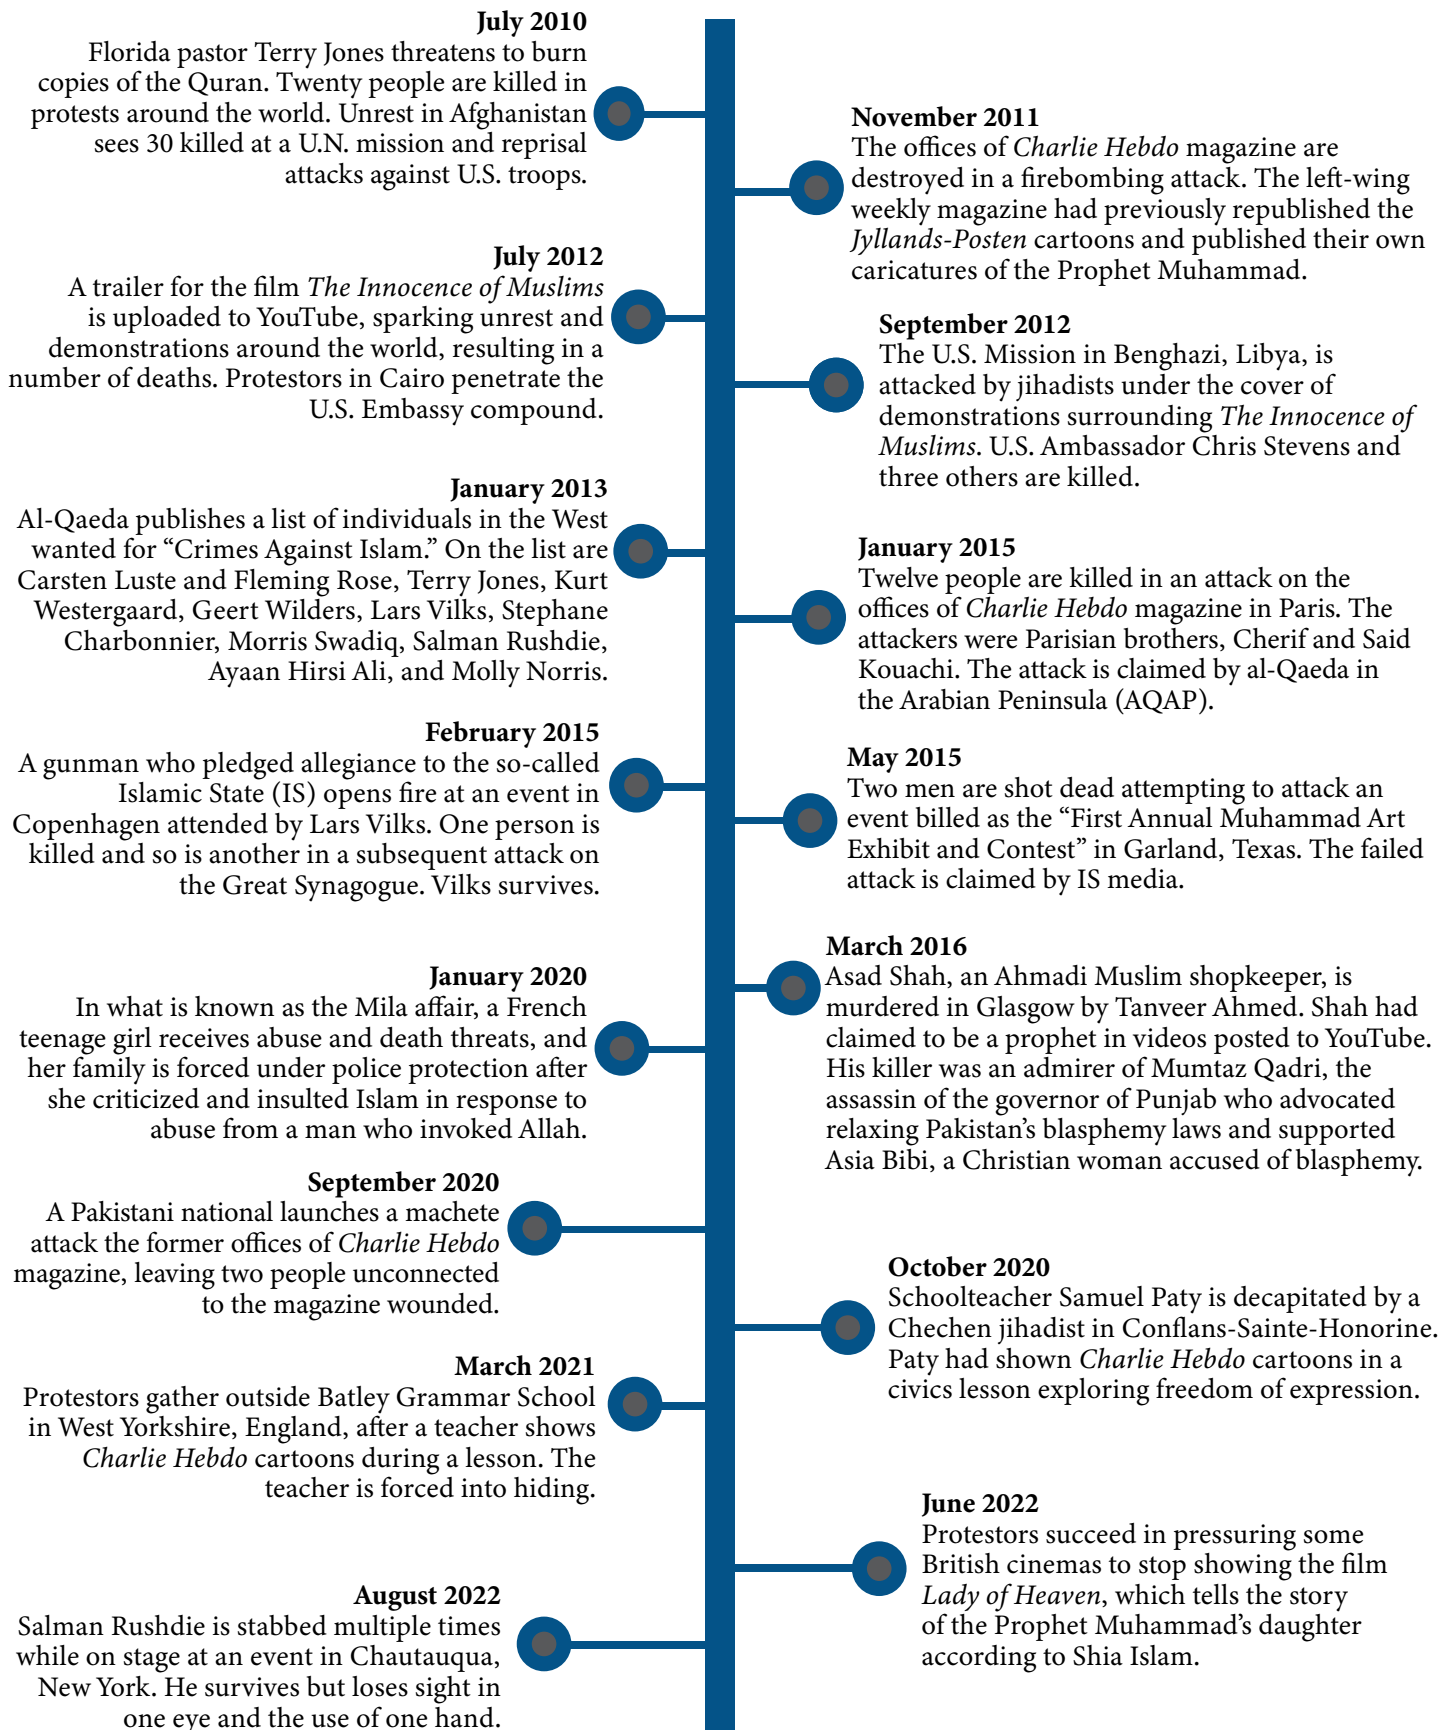 July 2010
Florida pastor Terry Jones threatens to burn
copies of the Quran. Twenty people are killed in
protests around the world. Unrest in Afghanistan
sees 30 killed at a U.N. mission and reprisal
attacks against U.S. troops.
November 2011
The offices of Charlie Hebdo magazine are
destroyed in a firebombing attack. The left-wing
weekly magazine had previously republished the
Jyllands-Posten cartoons and published their own
caricatures of the Prophet Muhammad.
July 2012
A trailer for the film The Innocence of Muslims
is uploaded to YouTube, sparking unrest and
demonstrations around the world, resulting in a
number of deaths. Protestors in Cairo penetrate the
U.S. Embassy compound.
September 2012
The U.S. Mission in Benghazi, Libya, is
attacked by jihadists under the cover of
demonstrations surrounding The Innocence of
Muslims. U.S. Ambassador Chris Stevens and
three others are killed.
January 2013
Al-Qaeda publishes a list of individuals in the West
wanted for “Crimes Against Islam.” On the list are
Carsten Luste and Fleming Rose, Terry Jones, Kurt
Westergaard, Geert Wilders, Lars Vilks, Stephane
Charbonnier, Morris Swadiq, Salman Rushdie,
Ayaan Hirsi Ali, and Molly Norris.
January 2015
Twelve people are killed in an attack on the
offices of Charlie Hebdo magazine in Paris. The
attackers were Parisian brothers, Cherif and Said
Kouachi. The attack is claimed by al-Qaeda in
the Arabian Peninsula (AQAP).
February 2015
A gunman who pledged allegiance to the so-called
Islamic State (IS) opens fire at an event in
Copenhagen attended by Lars Vilks. One person is
killed and so is another in a subsequent attack on
the Great Synagogue. Vilks survives.
May 2015
Two men are shot dead attempting to attack an
event billed as the “First Annual Muhammad Art
Exhibit and Contest” in Garland, Texas. The failed
attack is claimed by IS media.
March 2016
Asad Shah, an Ahmadi Muslim shopkeeper, is
murdered in Glasgow by Tanveer Ahmed. Shah had
claimed to be a prophet in videos posted to YouTube.
His killer was an admirer of Mumtaz Qadri, the
assassin of the governor of Punjab who advocated
relaxing Pakistan’s blasphemy laws and supported
Asia Bibi, a Christian woman accused of blasphemy.
January 2020
In what is known as the Mila affair, a French
teenage girl receives abuse and death threats, and
her family is forced under police protection after
she criticized and insulted Islam in response to
abuse from a man who invoked Allah.
September 2020
A Pakistani national launches a machete
attack the former offices of Charlie Hebdo
magazine, leaving two people unconnected
to the magazine wounded.
October 2020
Schoolteacher Samuel Paty is decapitated by a
Chechen jihadist in Conflans-Sainte-Honorine.
Paty had shown Charlie Hebdo cartoons in a
civics lesson exploring freedom of expression.
March 2021
Protestors gather outside Batley Grammar School
in West Yorkshire, England, after a teacher shows
Charlie Hebdo cartoons during a lesson. The
teacher is forced into hiding.
June 2022
Protestors succeed in pressuring some
British cinemas to stop showing the film
Lady of Heaven, which tells the story
of the Prophet Muhammad’s daughter
according to Shia Islam.
August 2022
Salman Rushdie is stabbed multiple times
while on stage at an event in Chautauqua,
New York. He survives but loses sight in
one eye and the use of one hand.